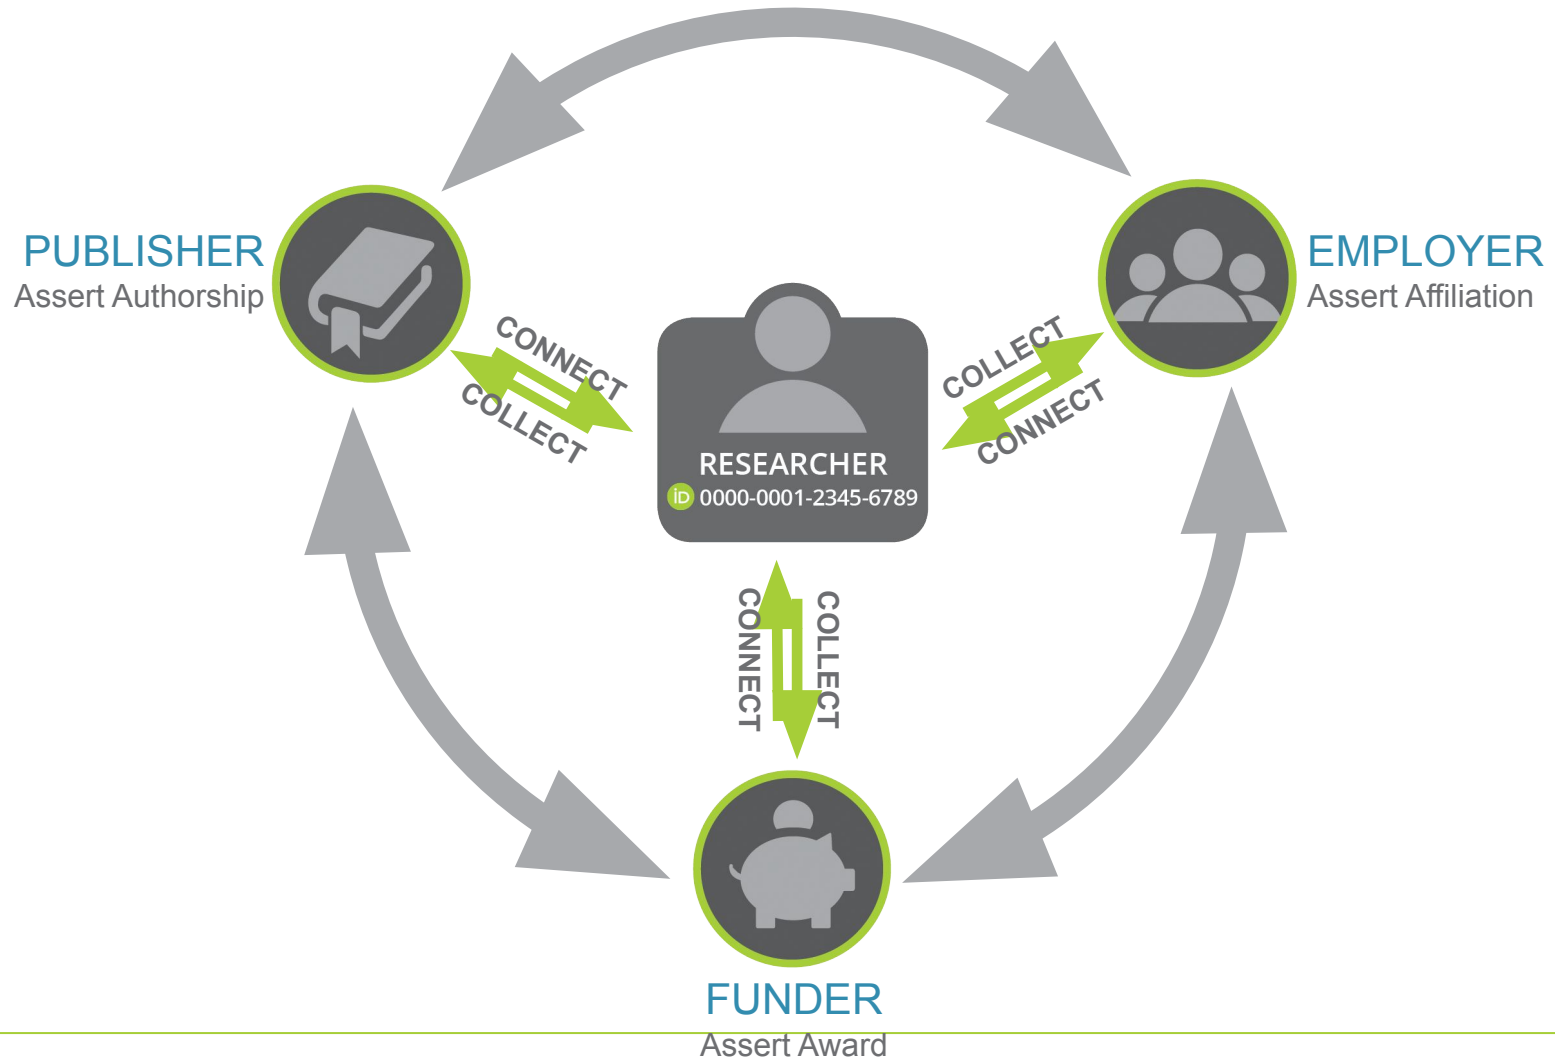 PUBLISHER
Assert Authorship
EMPLOYER
Assert Affiliation
CONNECT
COLLECT
COLLECT
CONNECT
RESEARCHER
iD 0000-0001-2345-6789
CONNECT
COLLECT
FUNDER
Assert Award